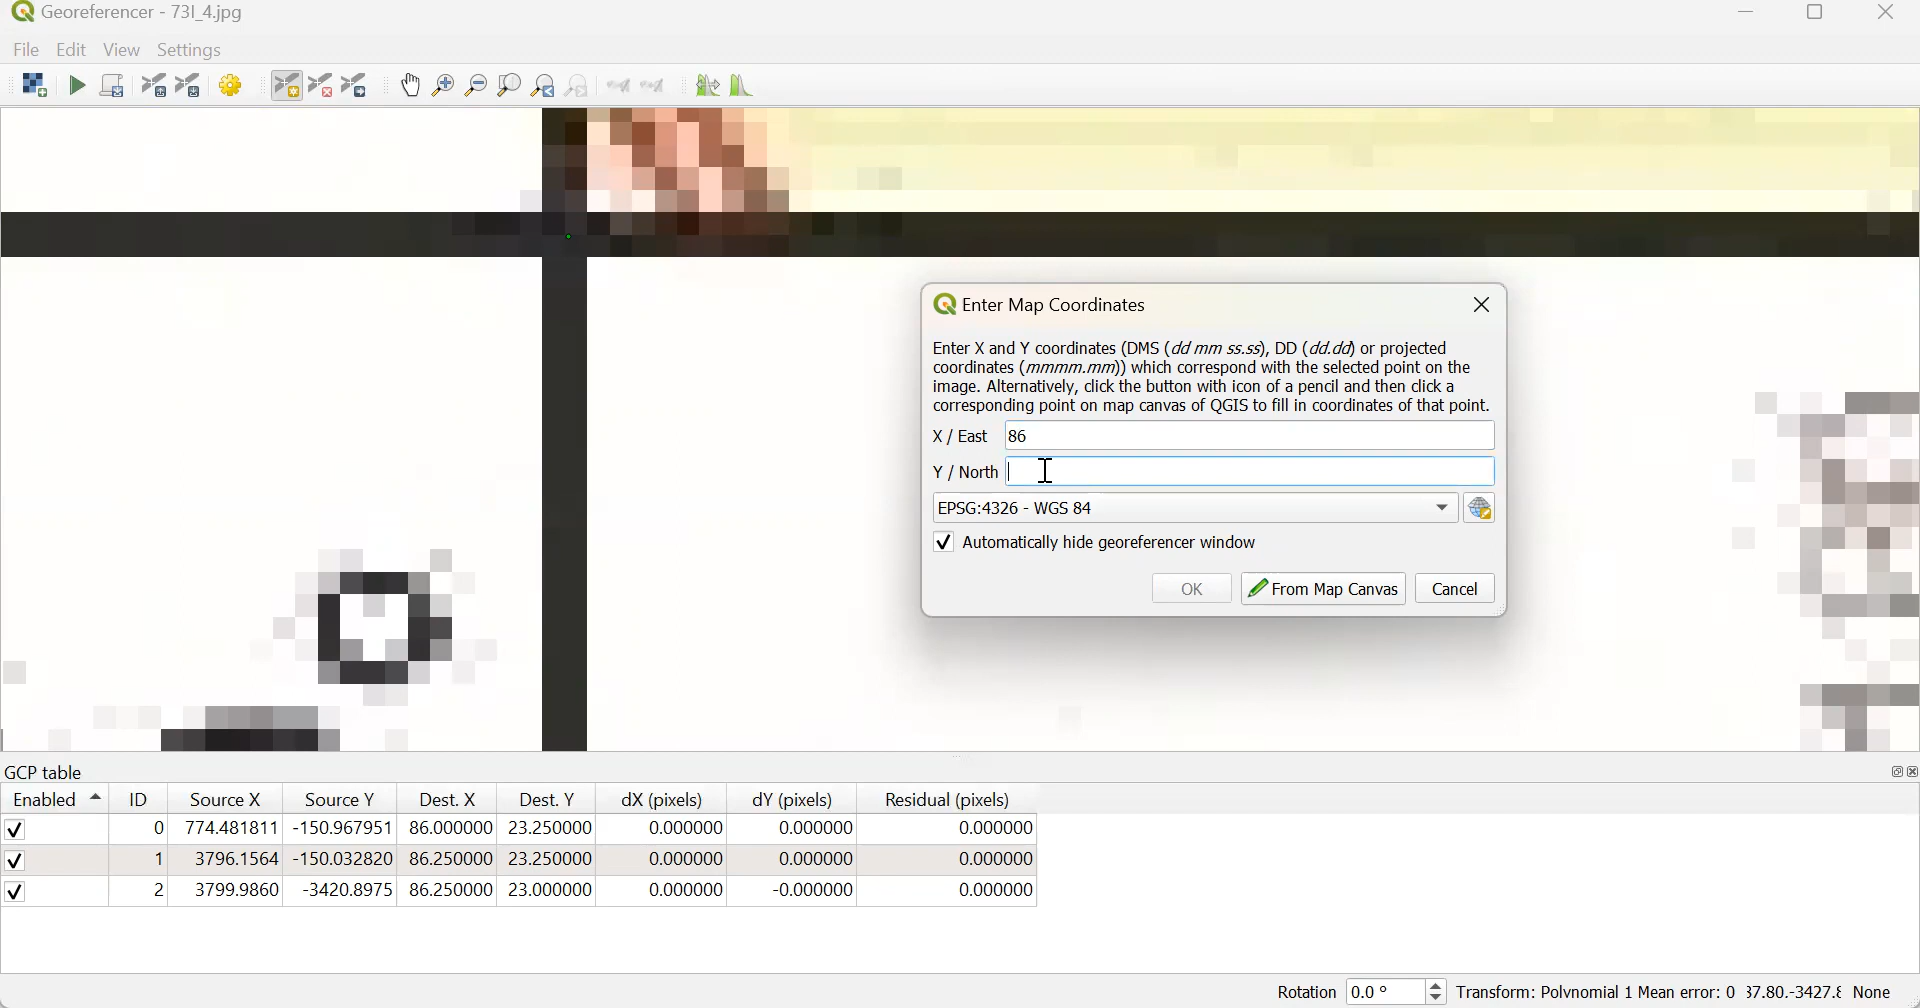 Georeferencer - 73I_4.jpg
File Edit View Settings
Enter Map Coordinates
Enter X and Y coordinates (DMS (dd mm ss.ss), DD (dd.dd) or projected
coordinates (mmmm.mm)) which correspond with the selected point on the
image. Alternatively, click the button with icon of a pencil and then click a
corresponding point on map canvas of QGIS to fill in coordinates of that point.
X / East 86
Y / North
EPSG:4326 - WGS 84
Automatically hide georeferencer window
OK From Map Canvas Cancel
GCP table
Enabled ID Source X Source Y Dest. X Dest. Y dX (pixels) dY (pixels) Residual (pixels)
0 774.481811 -150.967951 86.000000 23.250000 0.000000 0.000000 0.000000
1 3796.1564 -150.032820 86.250000 23.250000 0.000000 0.000000 0.000000
2 3799.9860 -3420.8975 86.250000 23.000000 0.000000 -0.000000 0.000000
Rotation 0.0 ° Transform: Polynomial 1 Mean error: 0 37.80,-3427.8 None